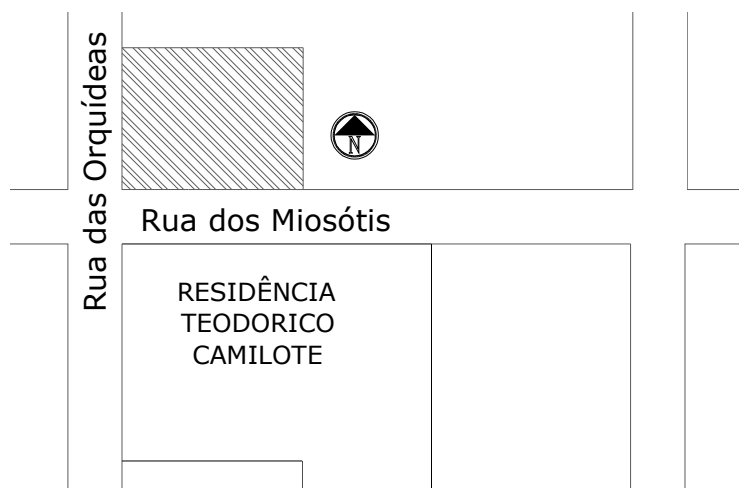 Rua das Orquídeas
N
Rua dos Miosótis
RESIDÊNCIA
TEODORICO
CAMILOTE